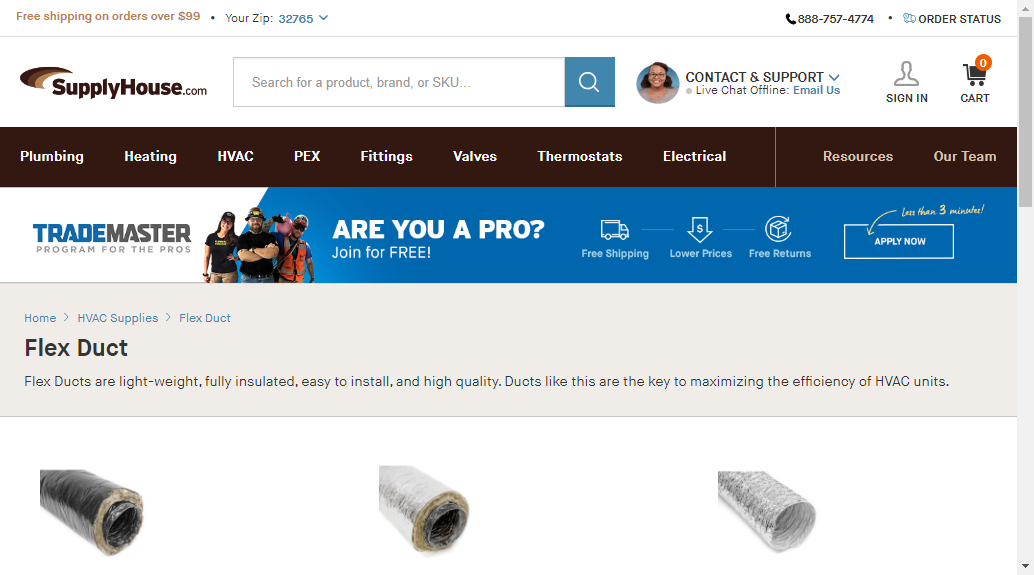 Free shipping on orders over $99 • Your Zip: 32765
888-757-4774 • ORDER STATUS
SupplyHouse.com
Search for a product, brand, or SKU...
CONTACT & SUPPORT
Live Chat Offline: Email Us
SIGN IN
0
CART
Plumbing Heating HVAC PEX Fittings Valves Thermostats Electrical Resources Our Team
TRADEMASTER
PROGRAM FOR THE PROS
ARE YOU A PRO?
Join for FREE!
Free Shipping
Lower Prices
Free Returns
Less than 3 minutes!
APPLY NOW
Home > HVAC Supplies > Flex Duct
Flex Duct
Flex Ducts are light-weight, fully insulated, easy to install, and high quality. Ducts like this are the key to maximizing the efficiency of HVAC units.